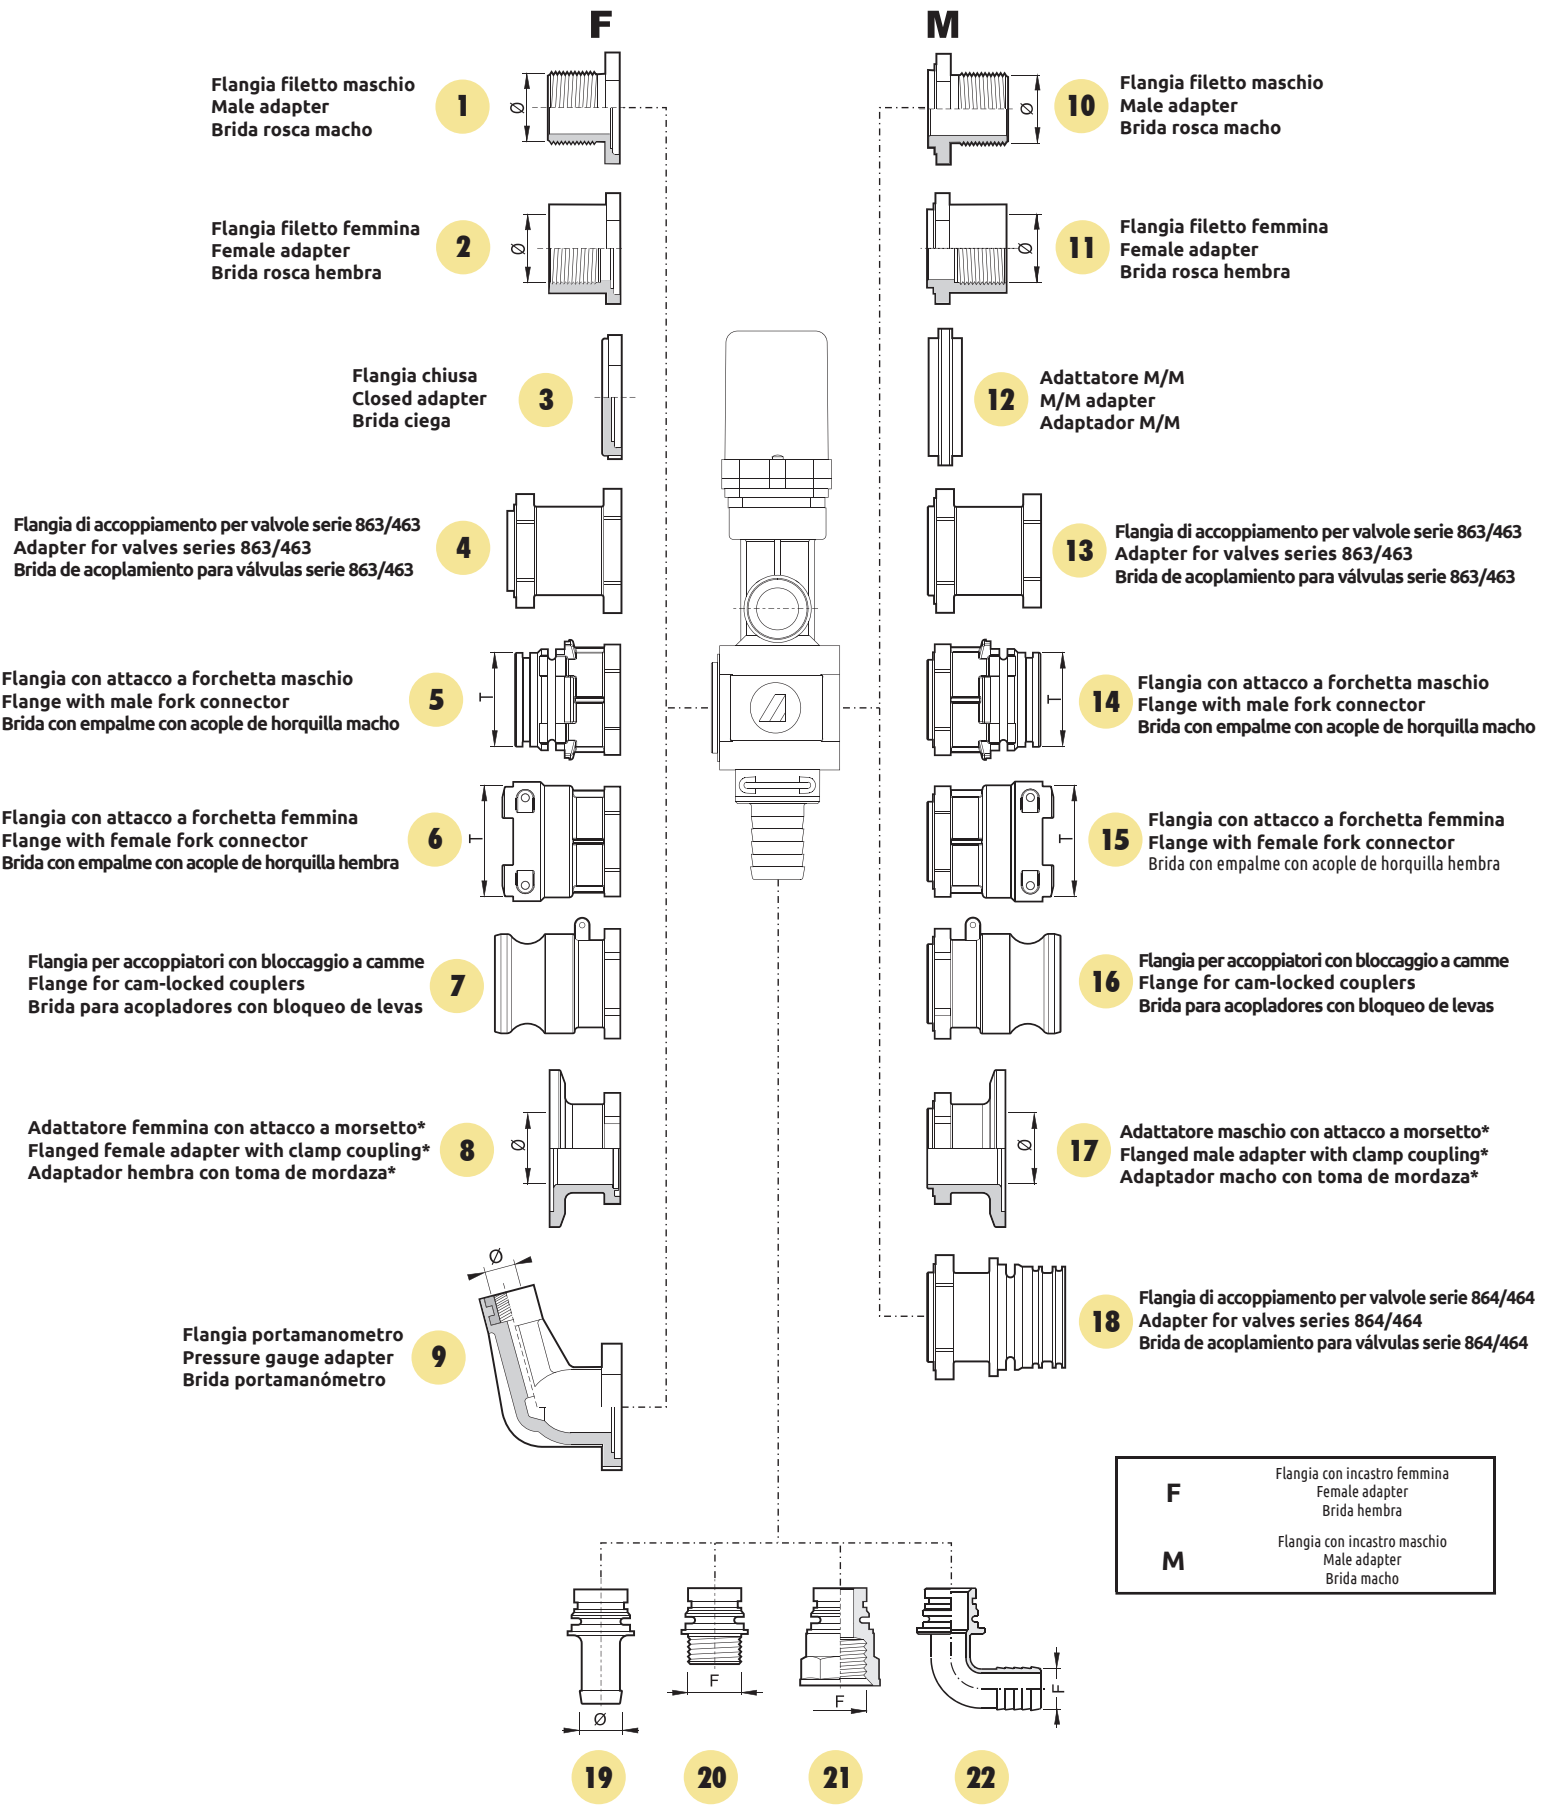 F
M
Flangia filetto maschio
Male adapter
Brida rosca macho
1
Ø
Ø
10
Flangia filetto maschio
Male adapter
Brida rosca macho
Flangia filetto femmina
Female adapter
Brida rosca hembra
2
Ø
Ø
11
Flangia filetto femmina
Female adapter
Brida rosca hembra
Flangia chiusa
Closed adapter
Brida ciega
3
12
Adattatore M/M
M/M adapter
Adaptador M/M
Flangia di accoppiamento per valvole serie 863/463
Adapter for valves series 863/463
Brida de acoplamiento para válvulas serie 863/463
4
13
Flangia di accoppiamento per valvole serie 863/463
Adapter for valves series 863/463
Brida de acoplamiento para válvulas serie 863/463
Flangia con attacco a forchetta maschio
Flange with male fork connector
Brida con empalme con acople de horquilla macho
5
T
T
14
Flangia con attacco a forchetta maschio
Flange with male fork connector
Brida con empalme con acople de horquilla macho
Flangia con attacco a forchetta femmina
Flange with female fork connector
Brida con empalme con acople de horquilla hembra
6
T
T
15
Flangia con attacco a forchetta femmina
Flange with female fork connector
Brida con empalme con acople de horquilla hembra
Flangia per accoppiatori con bloccaggio a camme
Flange for cam-locked couplers
Brida para acopladores con bloqueo de levas
7
16
Flangia per accoppiatori con bloccaggio a camme
Flange for cam-locked couplers
Brida para acopladores con bloqueo de levas
Adattatore femmina con attacco a morsetto*
Flanged female adapter with clamp coupling*
Adaptador hembra con toma de mordaza*
8
Ø
Ø
17
Adattatore maschio con attacco a morsetto*
Flanged male adapter with clamp coupling*
Adaptador macho con toma de mordaza*
Flangia portamanometro
Pressure gauge adapter
Brida portamanómetro
9
Ø
18
Flangia di accoppiamento per valvole serie 864/464
Adapter for valves series 864/464
Brida de acoplamiento para válvulas serie 864/464
F
Flangia con incastro femmina
Female adapter
Brida hembra
M
Flangia con incastro maschio
Male adapter
Brida macho
Ø
F
F
F
19
20
21
22